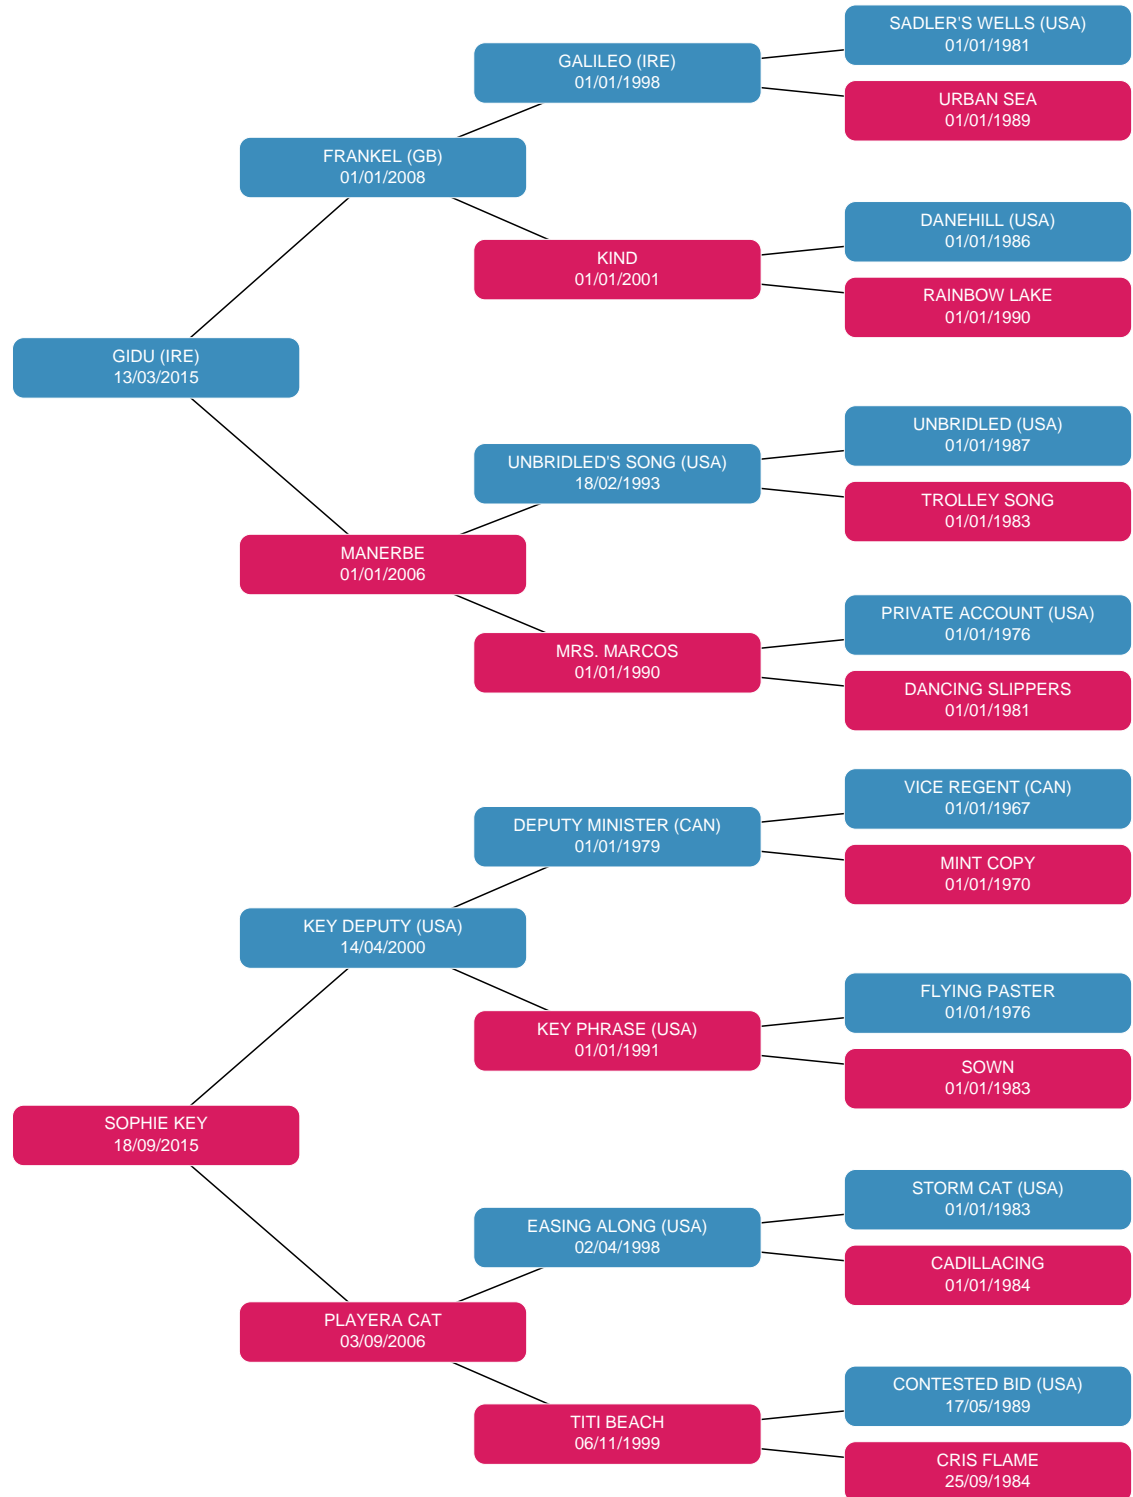 SADLER'S WELLS (USA)
01/01/1981
GALILEO (IRE)
01/01/1998
URBAN SEA
01/01/1989
FRANKEL (GB)
01/01/2008
DANEHILL (USA)
01/01/1986
KIND
01/01/2001
RAINBOW LAKE
01/01/1990
GIDU (IRE)
13/03/2015
UNBRIDLED (USA)
01/01/1987
UNBRIDLED'S SONG (USA)
18/02/1993
TROLLEY SONG
01/01/1983
MANERBE
01/01/2006
PRIVATE ACCOUNT (USA)
01/01/1976
MRS. MARCOS
01/01/1990
DANCING SLIPPERS
01/01/1981
VICE REGENT (CAN)
01/01/1967
DEPUTY MINISTER (CAN)
01/01/1979
MINT COPY
01/01/1970
KEY DEPUTY (USA)
14/04/2000
FLYING PASTER
01/01/1976
KEY PHRASE (USA)
01/01/1991
SOWN
01/01/1983
SOPHIE KEY
18/09/2015
STORM CAT (USA)
01/01/1983
EASING ALONG (USA)
02/04/1998
CADILLACING
01/01/1984
PLAYERA CAT
03/09/2006
CONTESTED BID (USA)
17/05/1989
TITI BEACH
06/11/1999
CRIS FLAME
25/09/1984